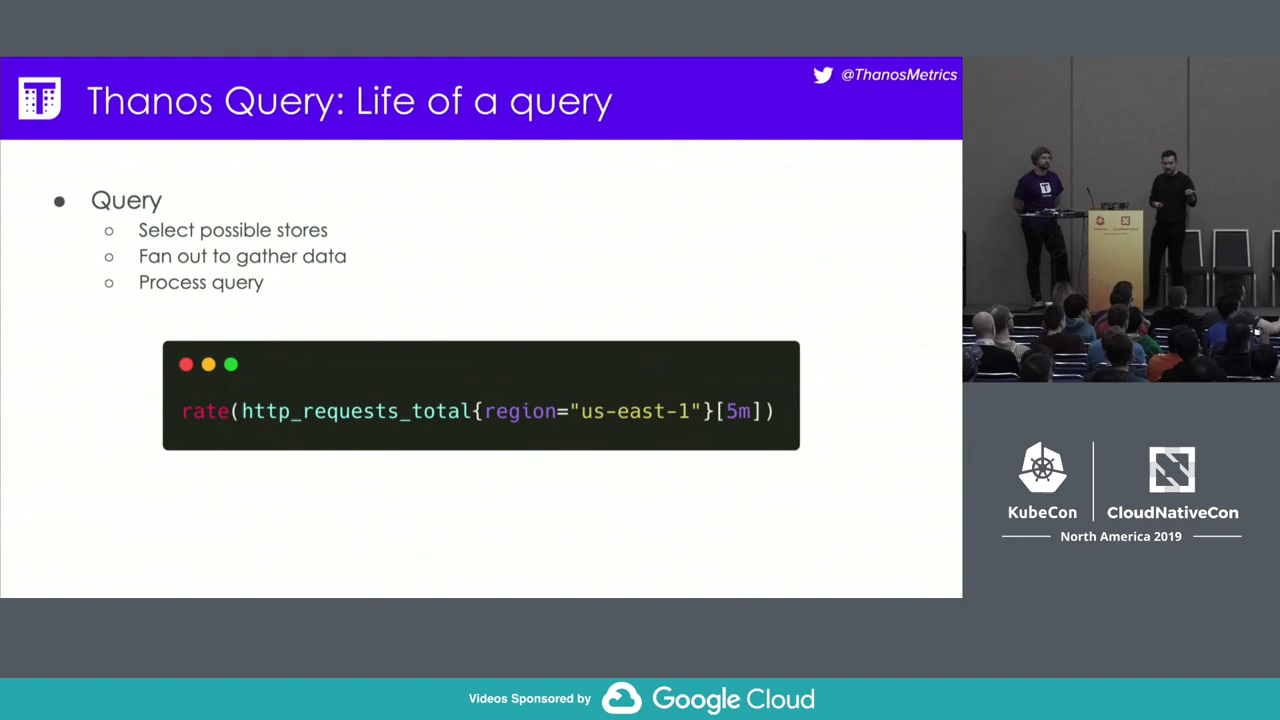 @ThanosMetrics
Thanos Query: Life of a query
Query
Select possible stores
Fan out to gather data
Process query
rate(http_requests_total{region="us-east-1"}[5m])
KubeCon
CloudNativeCon
North America 2019
Videos Sponsored by
Google Cloud